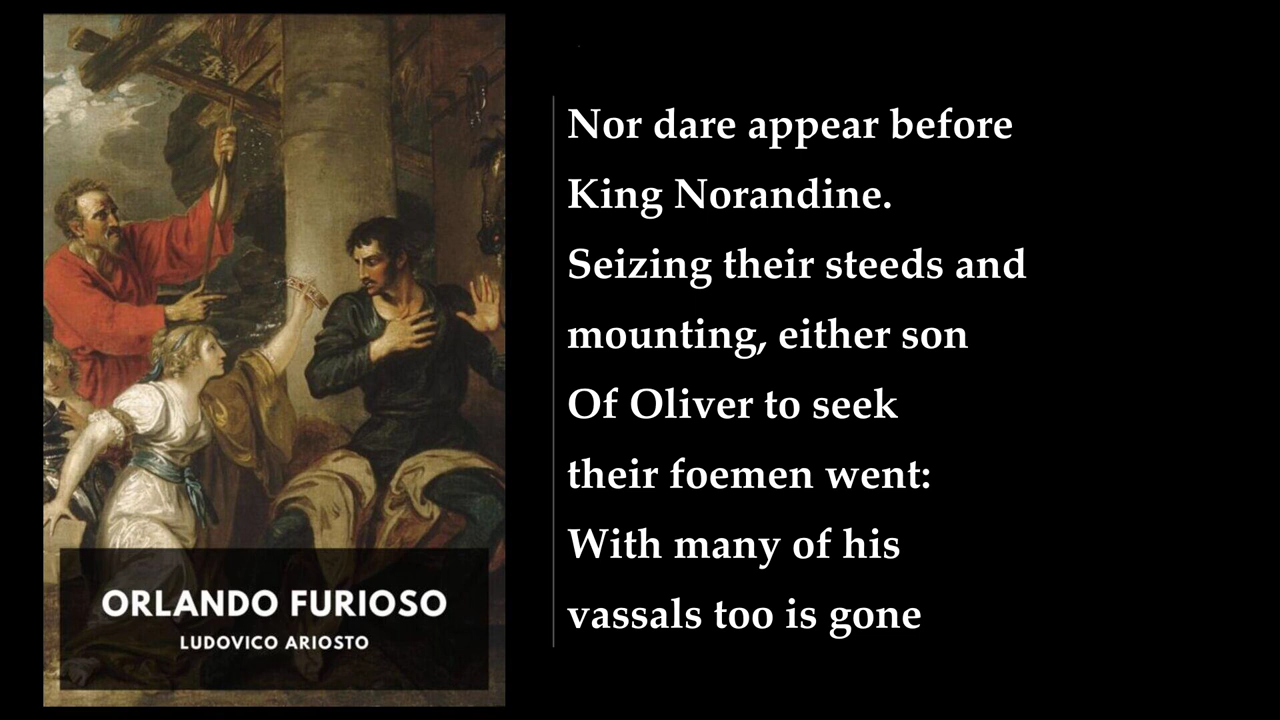 ORLANDO FURIOSO
LUDOVICO ARIOSTO
Nor dare appear before
King Norandine.
Seizing their steeds and
mounting, either son
Of Oliver to seek
their foemen went:
With many of his
vassals too is gone